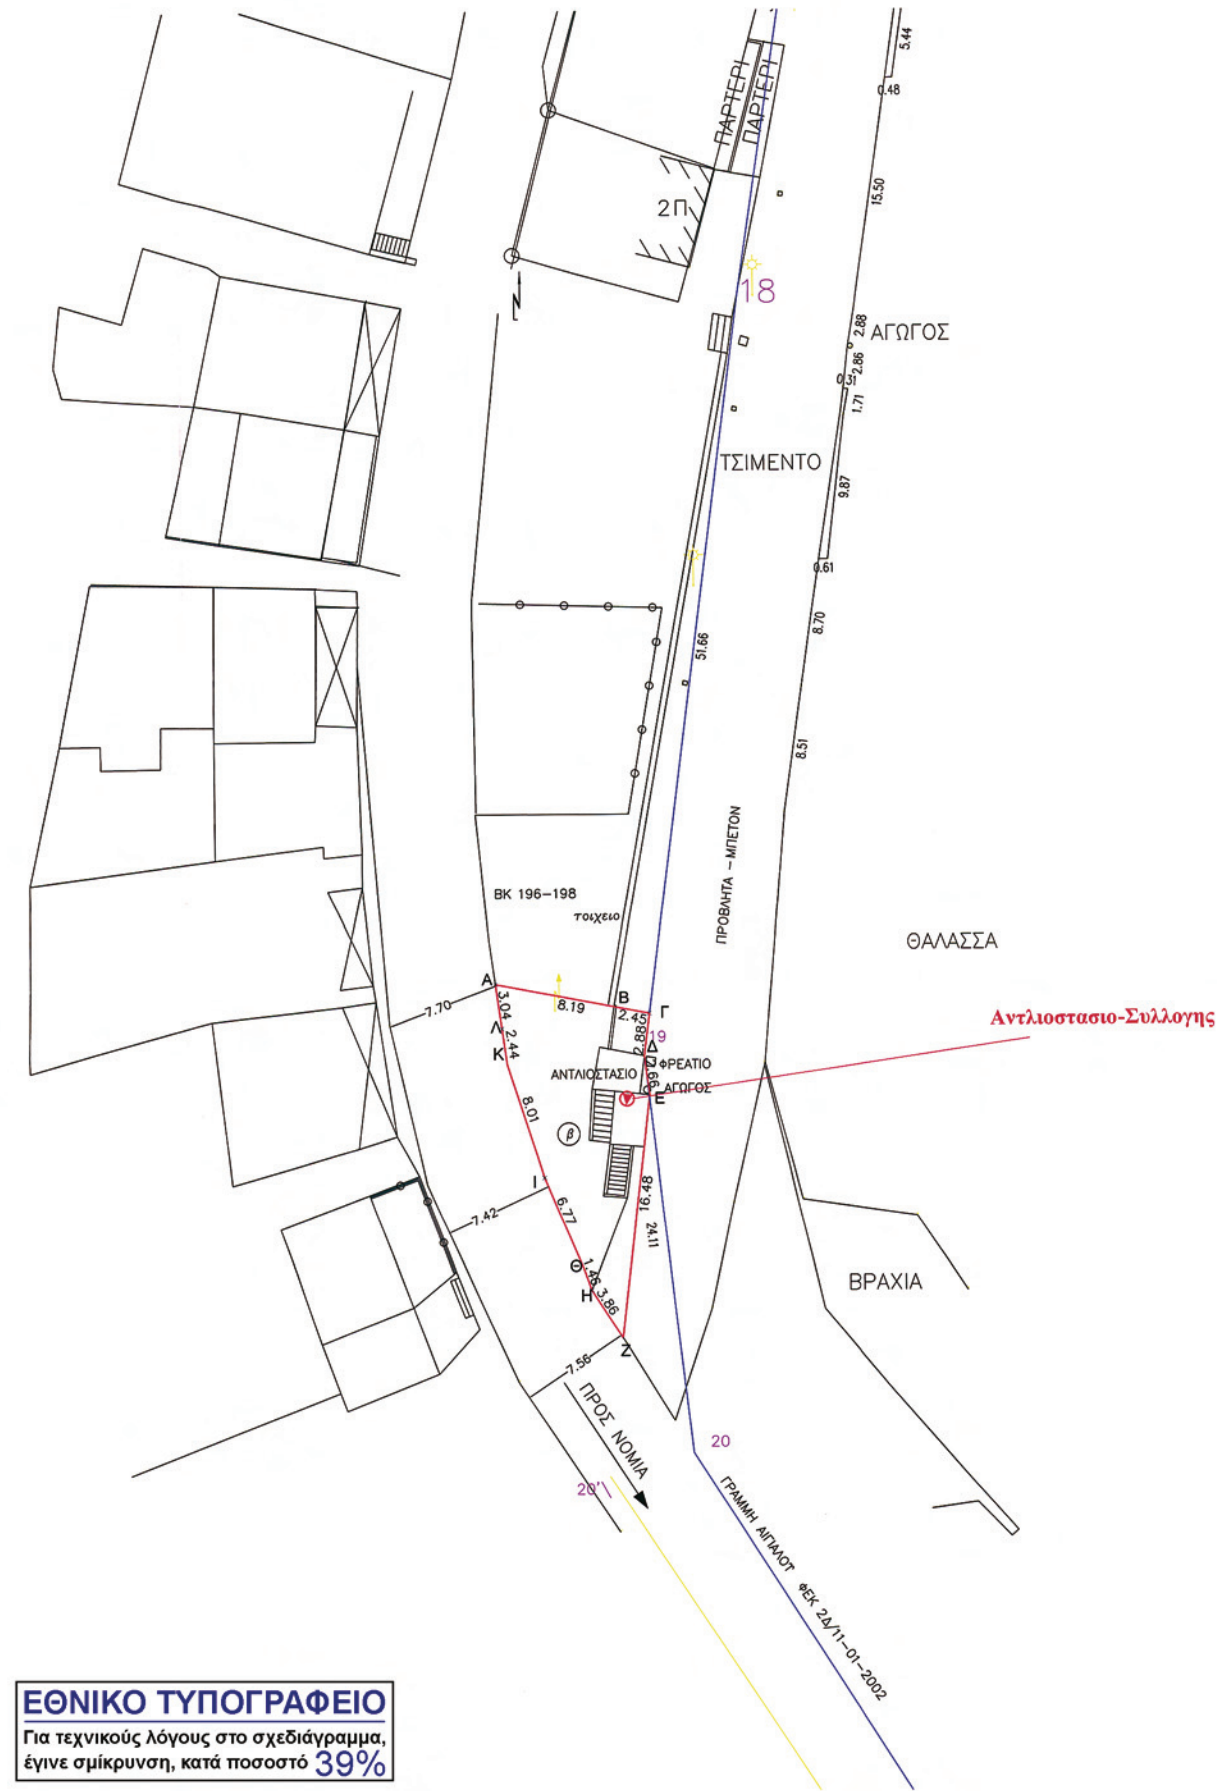 5.44
ΠΑΡΤΕΡΙ
ΠΑΡΤΕΡΙ
0.48
15.50
2Π
18
N
2.88
ΑΓΩΓΟΣ
2.86
0.31
1.71
ΤΣΙΜΕΝΤΟ
9.87
0.61
8.70
51.66
8.51
ΠΡΟΒΛΗΤΑ – ΜΠΕΤΟΝ
ΒΚ 196–198
τοιχειο
ΘΑΛΑΣΣΑ
Α
Β
Γ
7.70
3.04
8.19
2.45
Αντλιοστασιο-Συλλογης
Λ
2.44
2.88
19
Κ
Δ
ΦΡΕΑΤΙΟ
ΑΝΤΛΙΟΣΤΑΣΙΟ
ΑΓΩΓΟΣ
Ε
8.01
β
Ι
16.48
6.77
7.42
24.11
Θ
1.46
ΒΡΑΧΙΑ
Η
3.86
Ζ
7.56
ΠΡΟΣ ΝΟΜΙΑ
20
20'
ΓΡΑΜΜΗ ΑΙΓΙΑΛΟΤ ΦΕΚ 2Δ/11–01–2002
ΕΘΝΙΚΟ ΤΥΠΟΓΡΑΦΕΙΟ
Για τεχνικούς λόγους στο σχεδιάγραμμα,
έγινε σμίκρυνση, κατά ποσοστό 39%